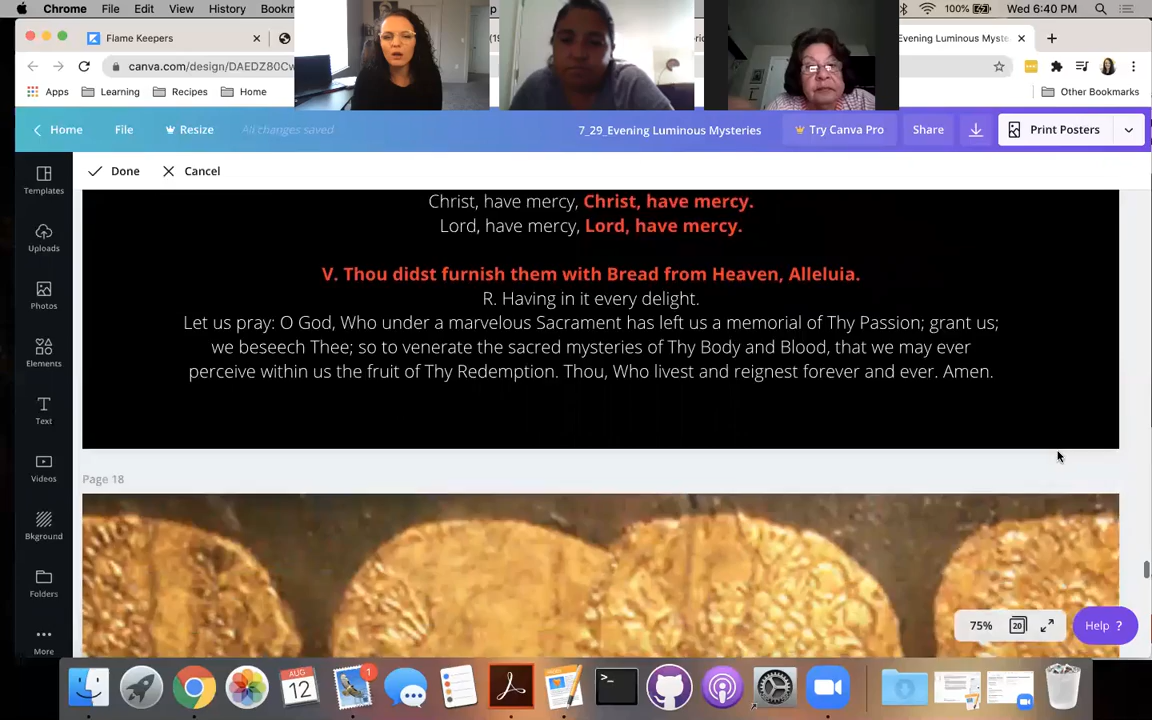 Chrome File Edit View History Bookm
100% Wed 6:40 PM
Flame Keepers
Evening Luminous Myste
canva.com/design/DAEDZ80Cw
Apps Learning Recipes Home Other Bookmarks
Home File Resize All changes saved 7_29_Evening Luminous Mysteries Try Canva Pro Share Print Posters
Done Cancel
Templates
Uploads
Photos
Elements
Text
Videos
Bkground
Folders
More
Christ, have mercy, Christ, have mercy.
Lord, have mercy, Lord, have mercy.
V. Thou didst furnish them with Bread from Heaven, Alleluia.
R. Having in it every delight.
Let us pray: O God, Who under a marvelous Sacrament has left us a memorial of Thy Passion; grant us;
we beseech Thee; so to venerate the sacred mysteries of Thy Body and Blood, that we may ever
perceive within us the fruit of Thy Redemption. Thou, Who livest and reignest forever and ever. Amen.
Page 18
75% 20 Help ?
AUG
12
1